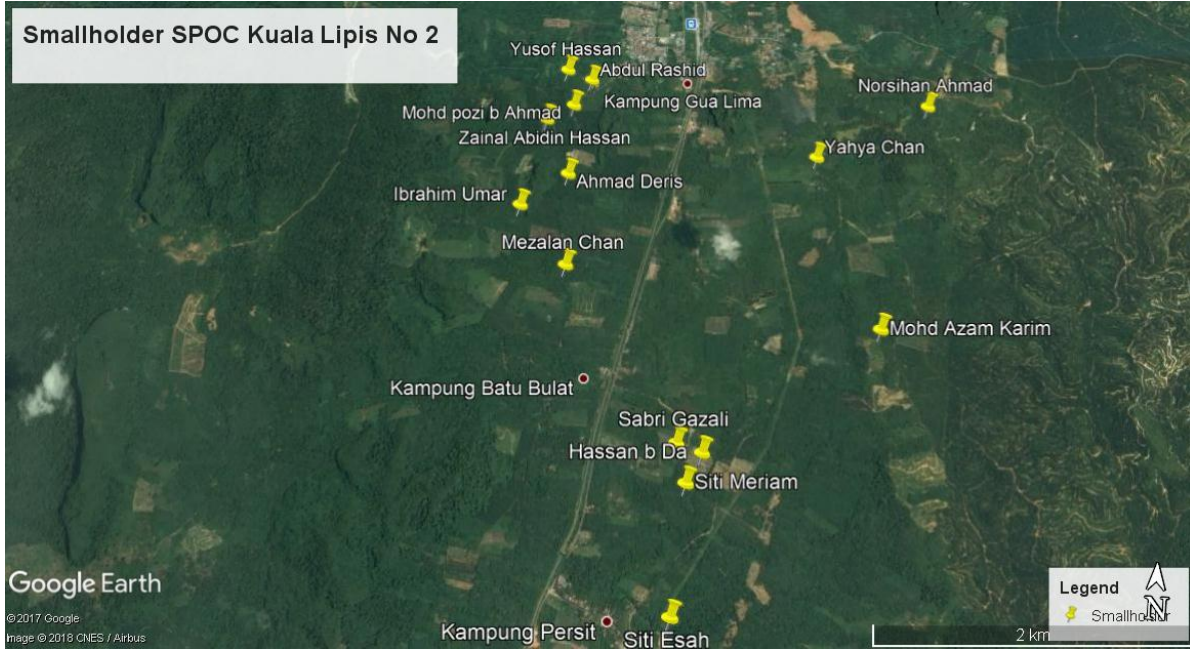 Smallholder SPOC Kuala Lipis No 2
Yusof Hassan
Abdul Rashid
Norsihan Ahmad
Kampung Gua Lima
Mohd pozi b Ahmad
Zainal Abidin Hassan
Yahya Chan
Ahmad Deris
Ibrahim Umar
Mezalan Chan
Mohd Azam Karim
Kampung Batu Bulat
Sabri Gazali
Hassan b Da
Siti Meriam
Google Earth
© 2017 Google
Image © 2018 CNES / Airbus
Kampung Persit
Siti Esah
Legend
Smallholder
N
2 km